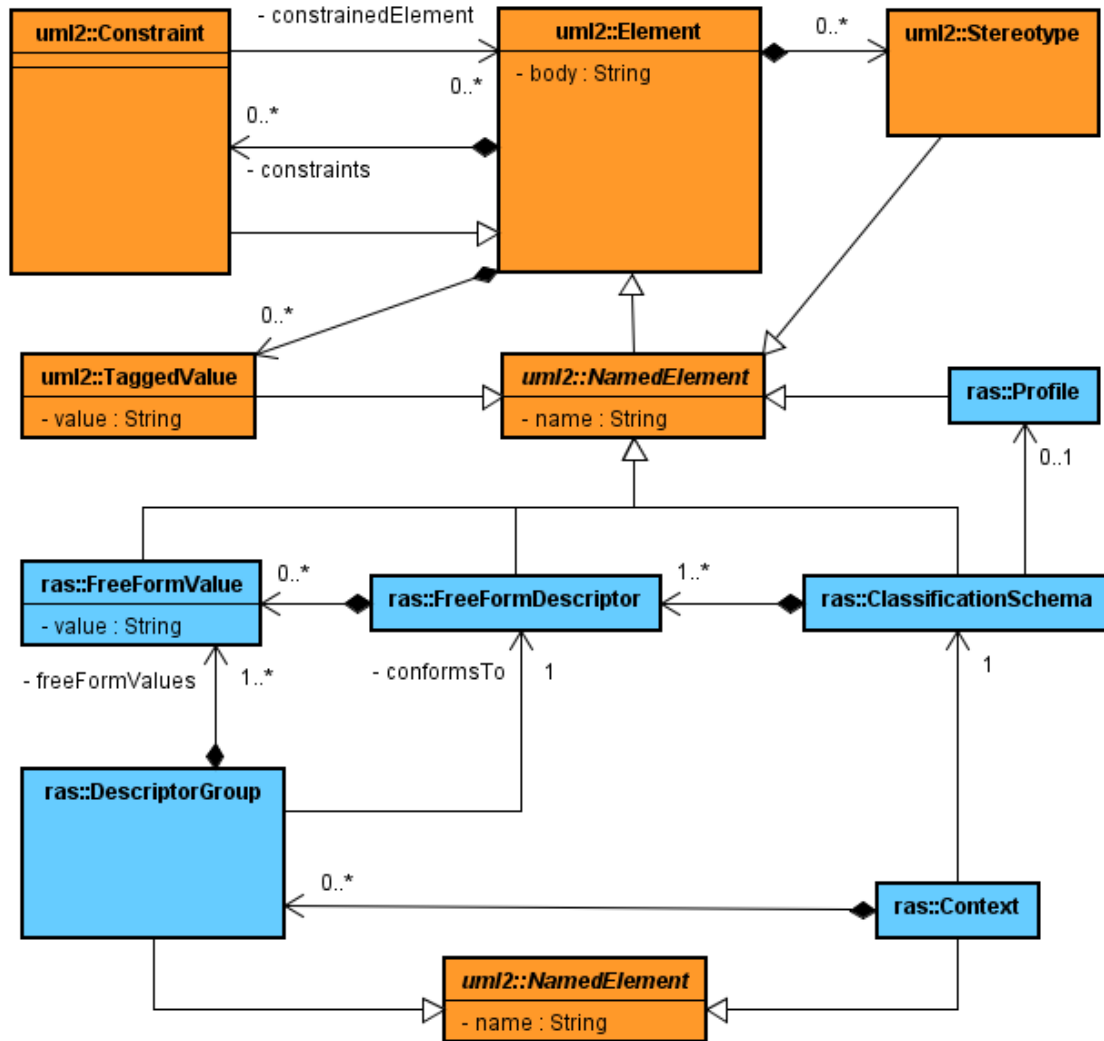 - constrainedElement
uml2::Constraint
uml2::Element
0..*
uml2::Stereotype
- body : String
0..*
0..*
- constraints
0..*
uml2::TaggedValue
- value : String
uml2::NamedElement
- name : String
ras::Profile
0..1
ras::FreeFormValue
- value : String
0..*
ras::FreeFormDescriptor
1..*
ras::ClassificationSchema
- freeFormValues
1..*
- conformsTo
1
1
ras::DescriptorGroup
0..*
ras::Context
uml2::NamedElement
- name : String